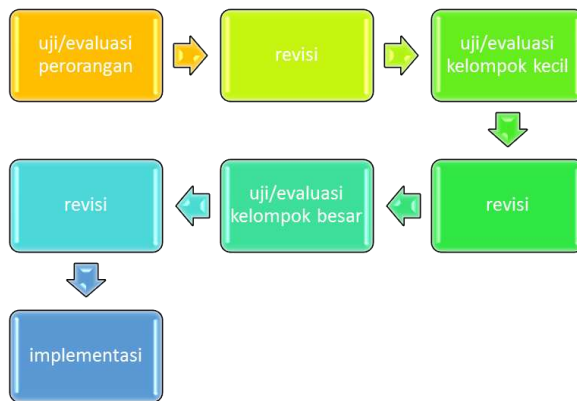 uji/evaluasi
perorangan
revisi
uji/evaluasi
kelompok kecil
revisi
uji/evaluasi
kelompok besar
revisi
implementasi